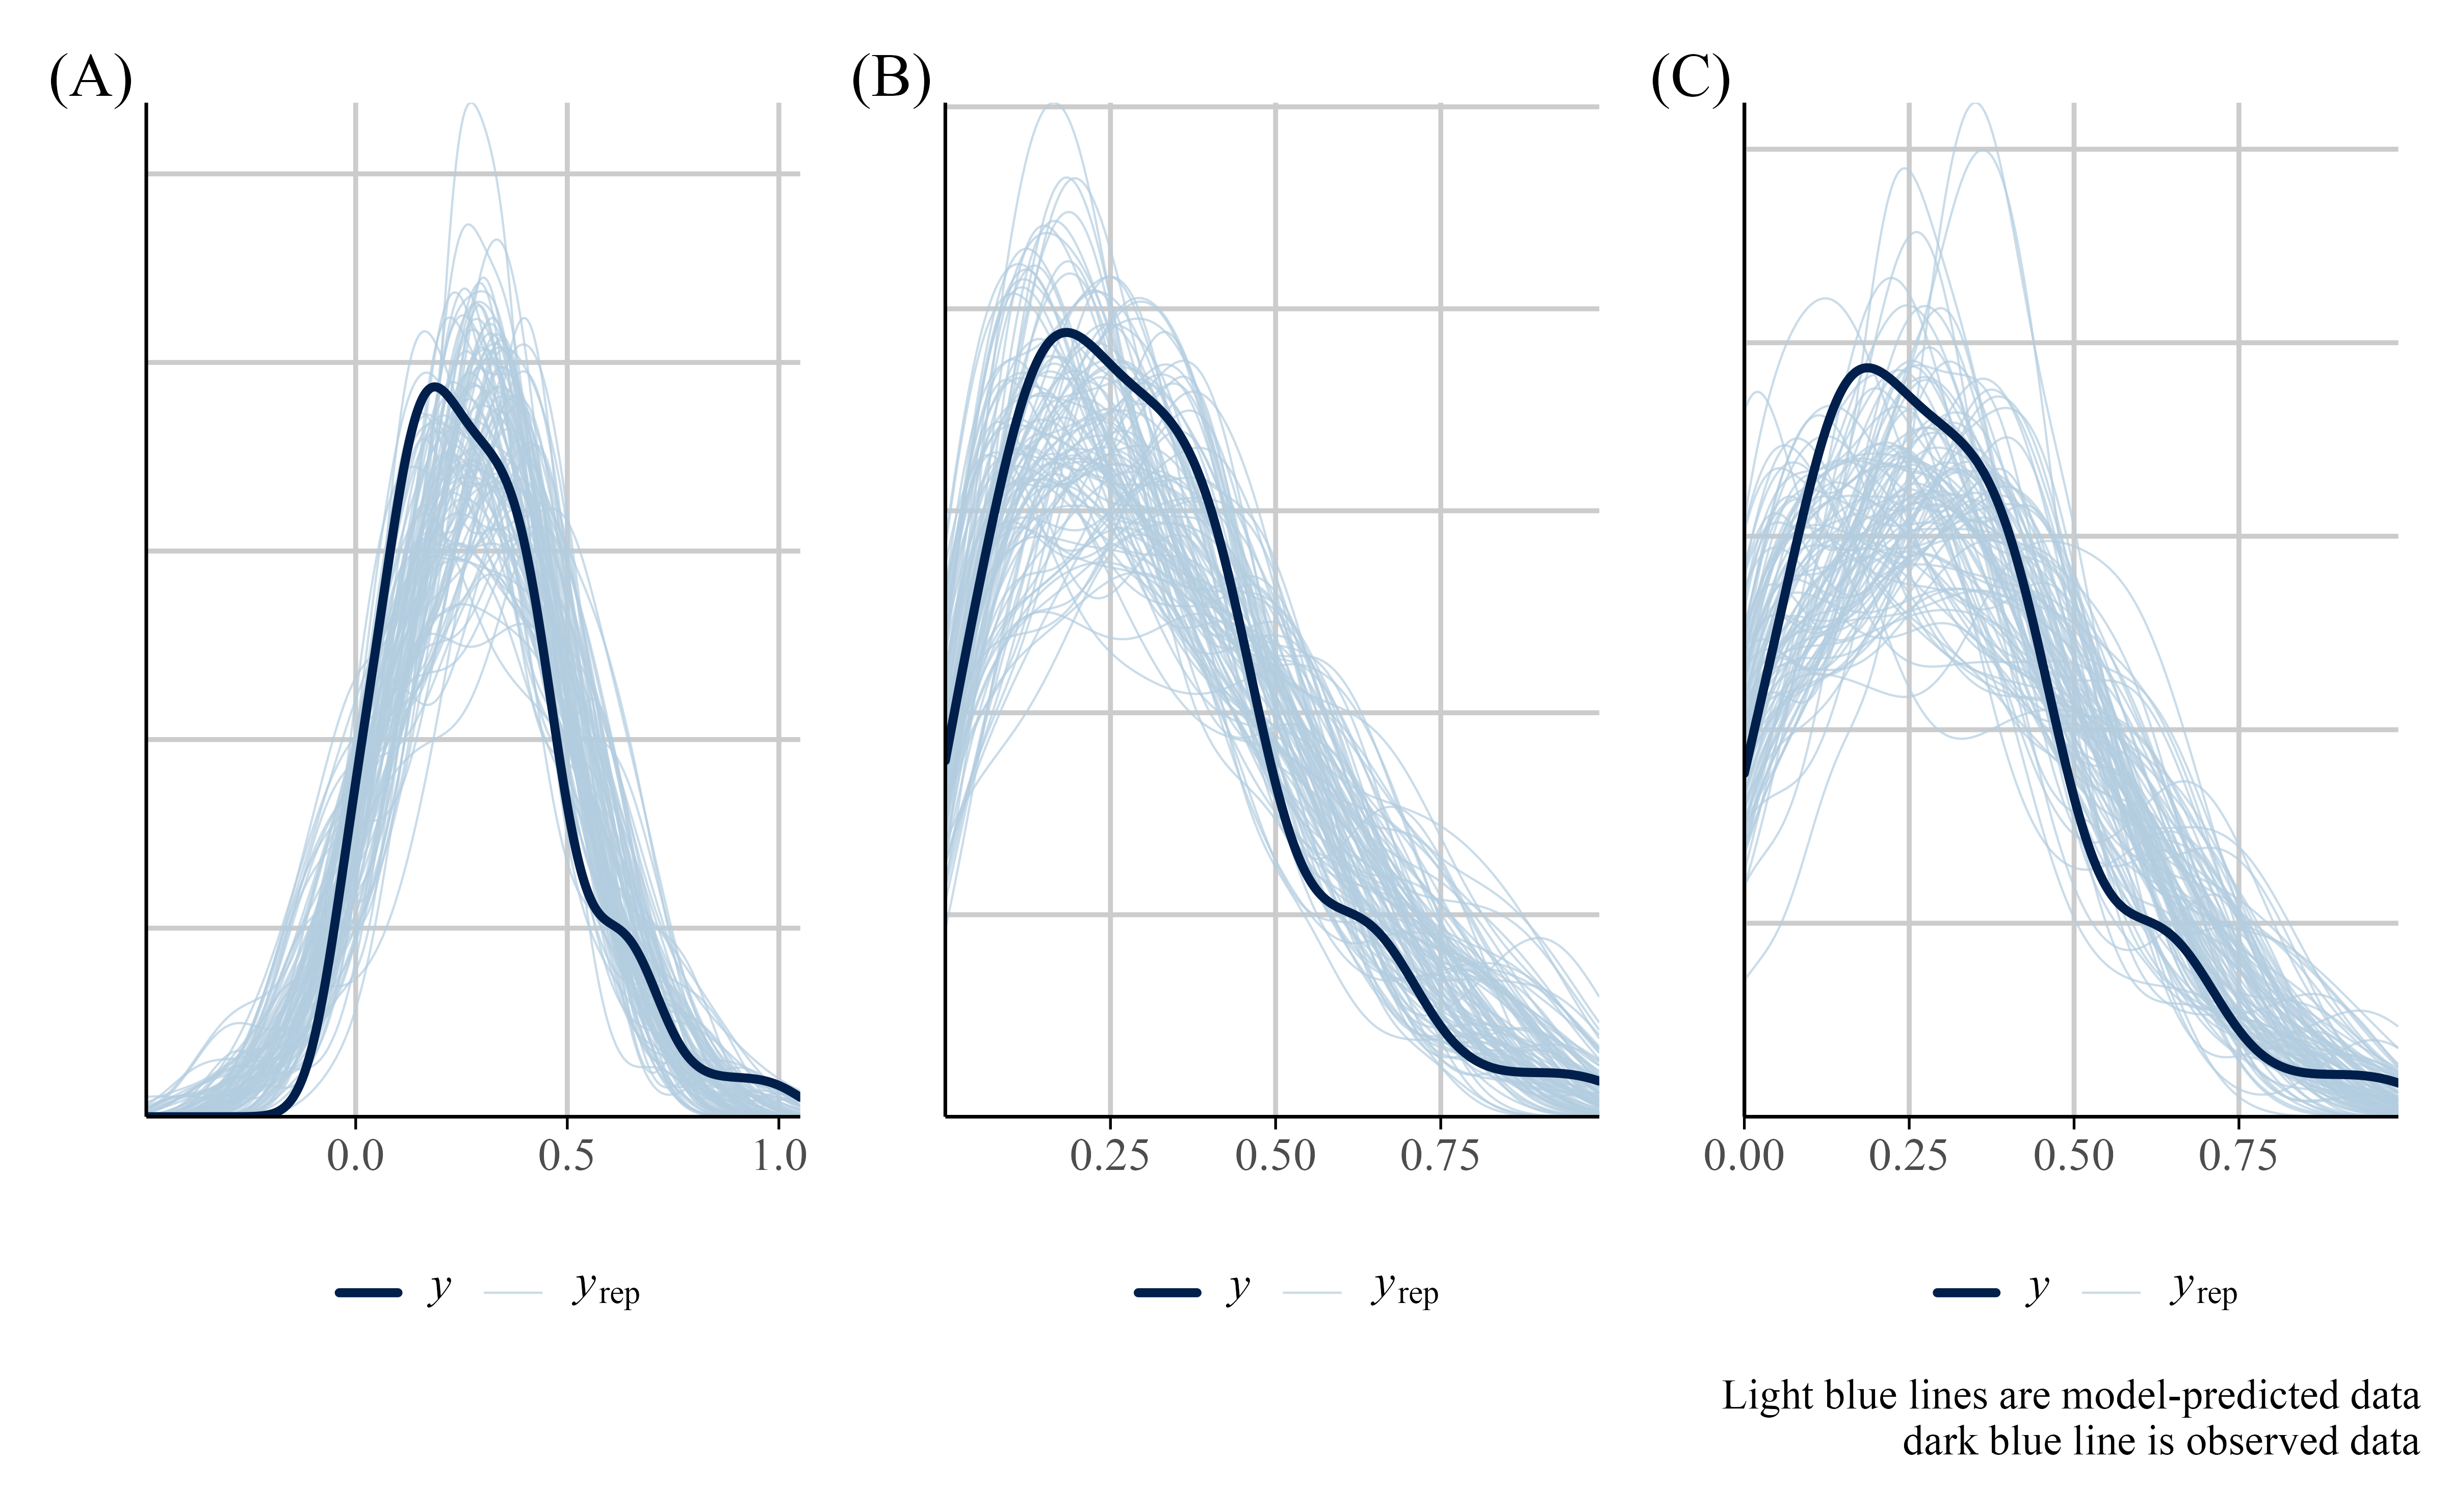 (A) (B) (C)
0.0 0.5 1.0 0.25 0.50 0.75 0.00 0.25 0.50 0.75
y yrep y yrep y yrep
Light blue lines are model-predicted data
dark blue line is observed data